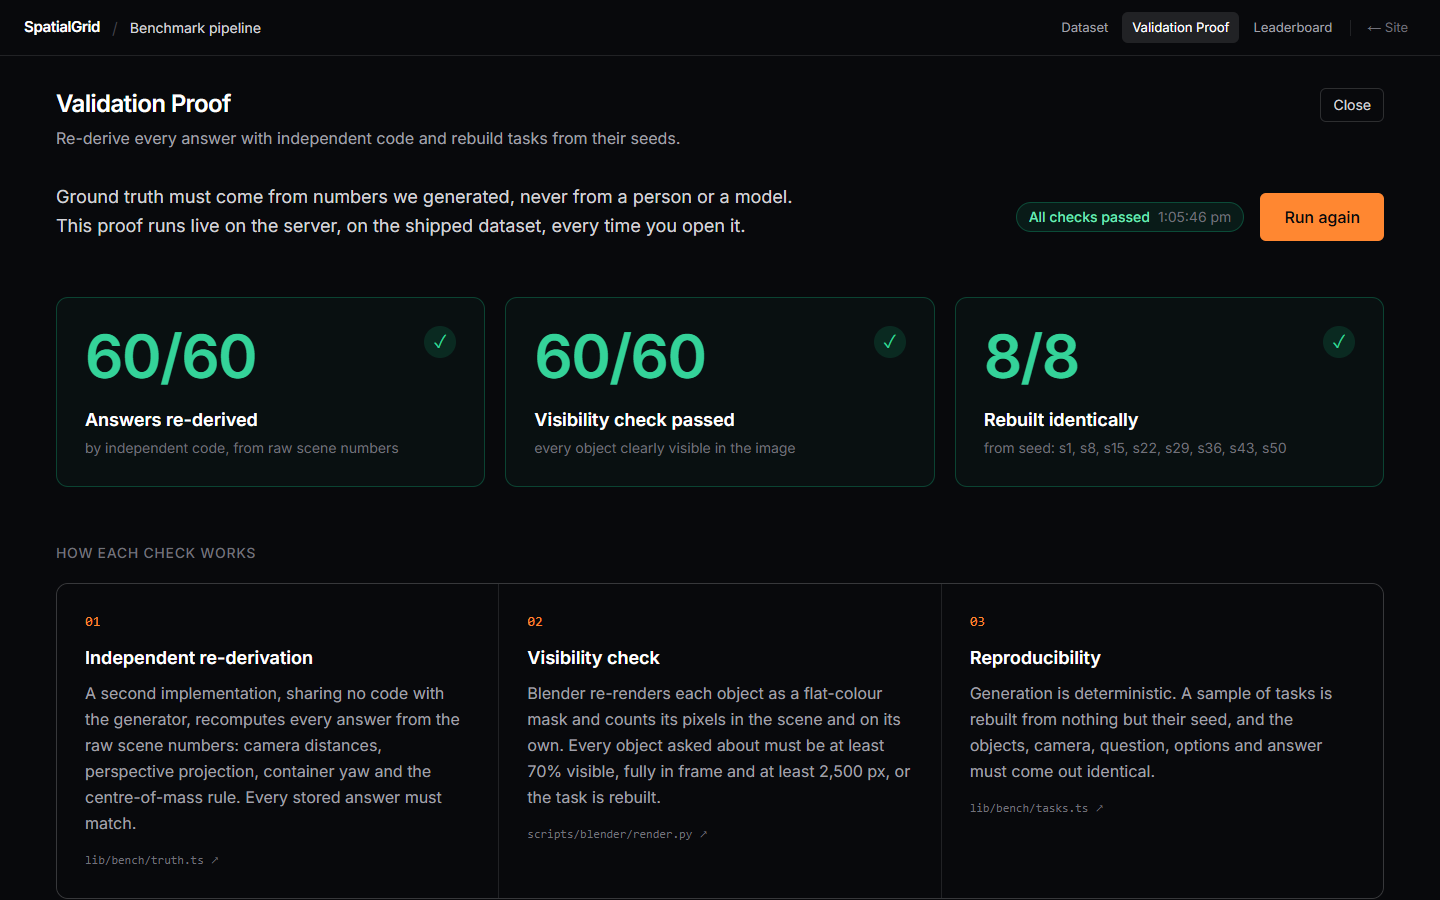 SpatialGrid / Benchmark pipeline
Dataset
Validation Proof
Leaderboard
← Site
Validation Proof
Close
Re-derive every answer with independent code and rebuild tasks from their seeds.
Ground truth must come from numbers we generated, never from a person or a model.
This proof runs live on the server, on the shipped dataset, every time you open it.
All checks passed 1:05:46 pm
Run again
60/60
✓
Answers re-derived
by independent code, from raw scene numbers
60/60
✓
Visibility check passed
every object clearly visible in the image
8/8
✓
Rebuilt identically
from seed: s1, s8, s15, s22, s29, s36, s43, s50
HOW EACH CHECK WORKS
01
Independent re-derivation
A second implementation, sharing no code with
the generator, recomputes every answer from the
raw scene numbers: camera distances,
perspective projection, container yaw and the
centre-of-mass rule. Every stored answer must
match.
lib/bench/truth.ts ↗
02
Visibility check
Blender re-renders each object as a flat-colour
mask and counts its pixels in the scene and on its
own. Every object asked about must be at least
70% visible, fully in frame and at least 2,500 px, or
the task is rebuilt.
scripts/blender/render.py ↗
03
Reproducibility
Generation is deterministic. A sample of tasks is
rebuilt from nothing but their seed, and the
objects, camera, question, options and answer
must come out identical.
lib/bench/tasks.ts ↗